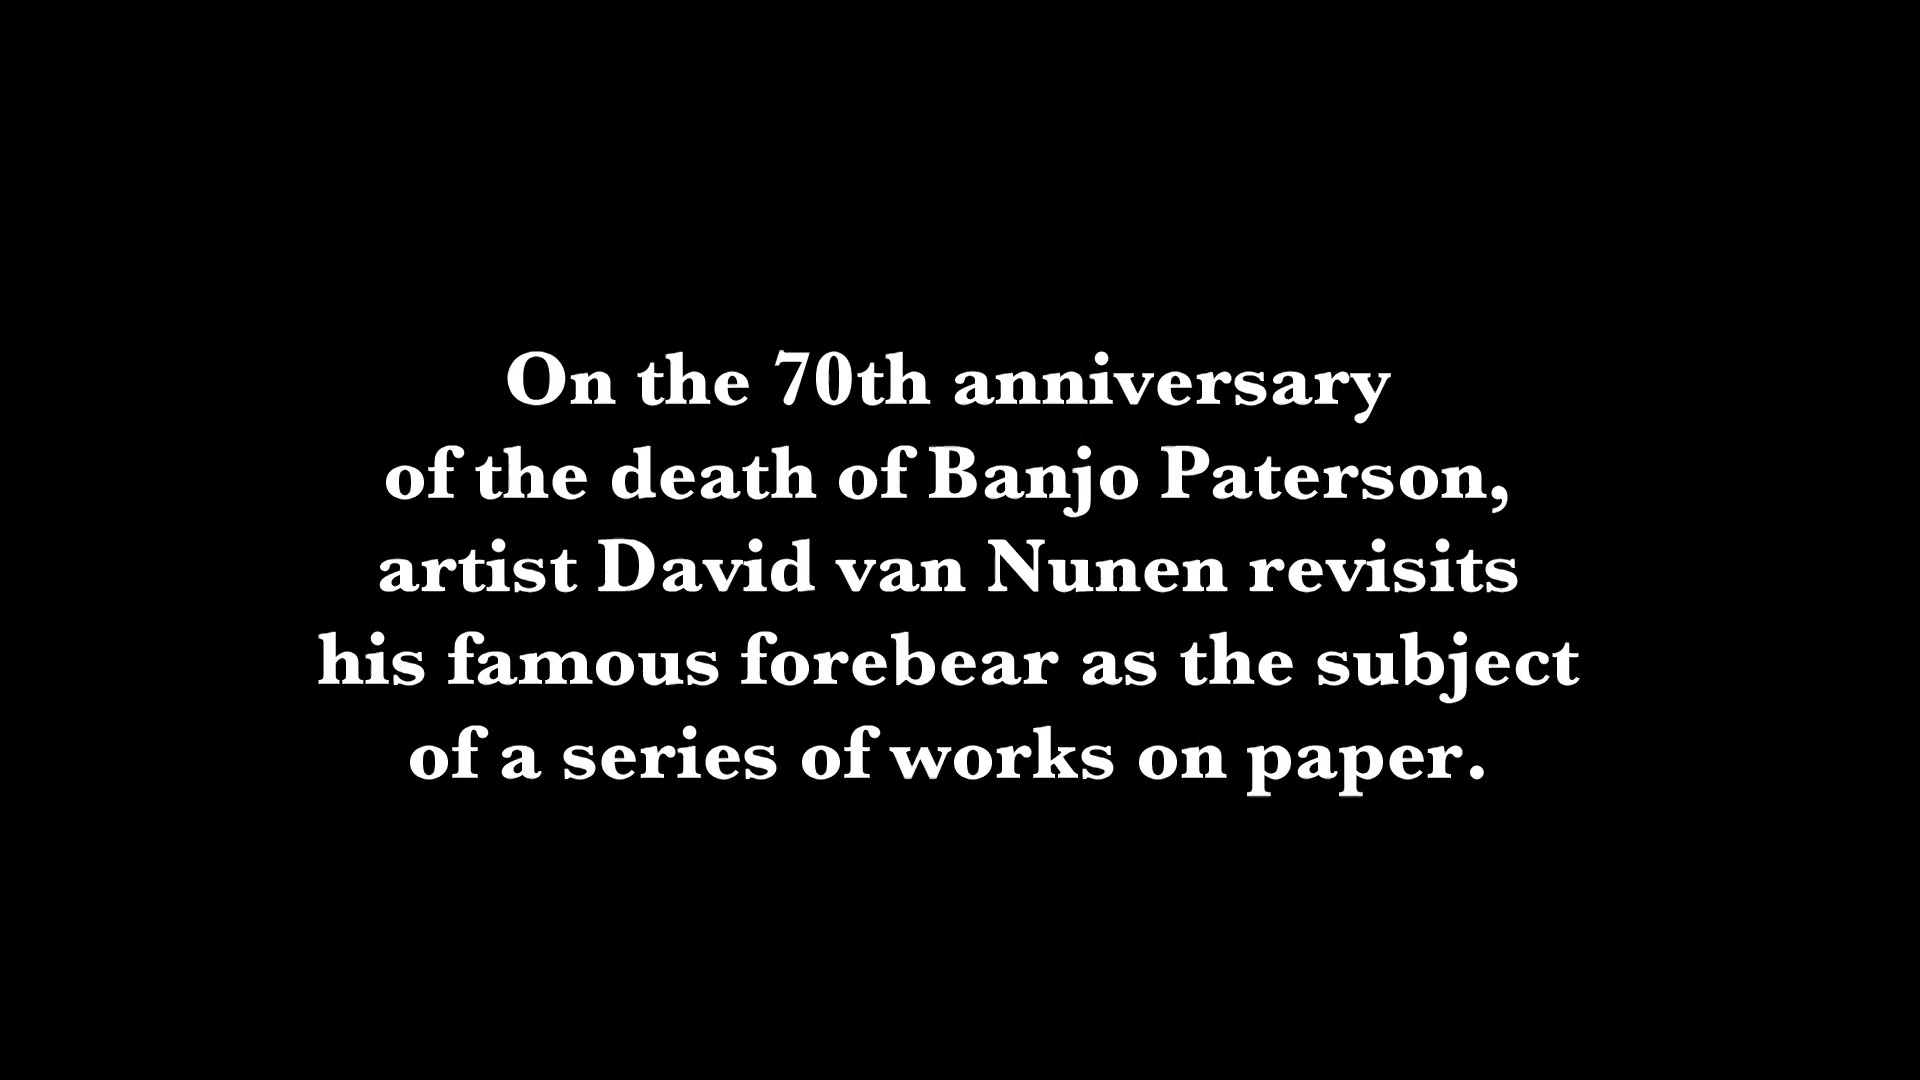 On the 70th anniversary
of the death of Banjo Paterson,
artist David van Nunen revisits
his famous forebear as the subject
of a series of works on paper.